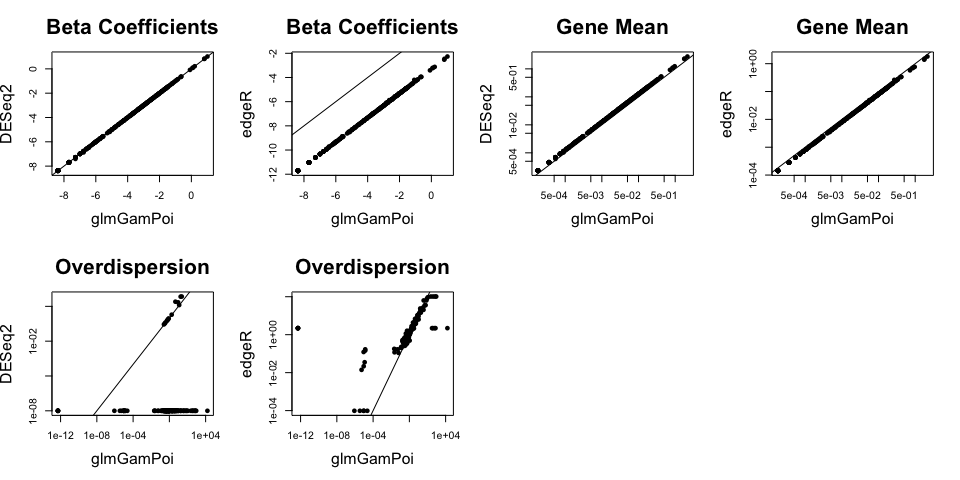 Beta Coefficients
DESeq2
0
-2
-4
-6
-8
-8
-6
-4
-2
0
glmGamPoi
Beta Coefficients
edgeR
-2
-4
-6
-8
-10
-12
-8
-6
-4
-2
0
glmGamPoi
Gene Mean
DESeq2
5e-01
1e-02
5e-04
5e-04
5e-03
5e-02
5e-01
glmGamPoi
Gene Mean
edgeR
1e+00
1e-02
1e-04
5e-04
5e-03
5e-02
5e-01
glmGamPoi
Overdispersion
DESeq2
1e-02
1e-08
1e-12
1e-08
1e-04
1e+04
glmGamPoi
Overdispersion
edgeR
1e+00
1e-02
1e-04
1e-12
1e-08
1e-04
1e+04
glmGamPoi